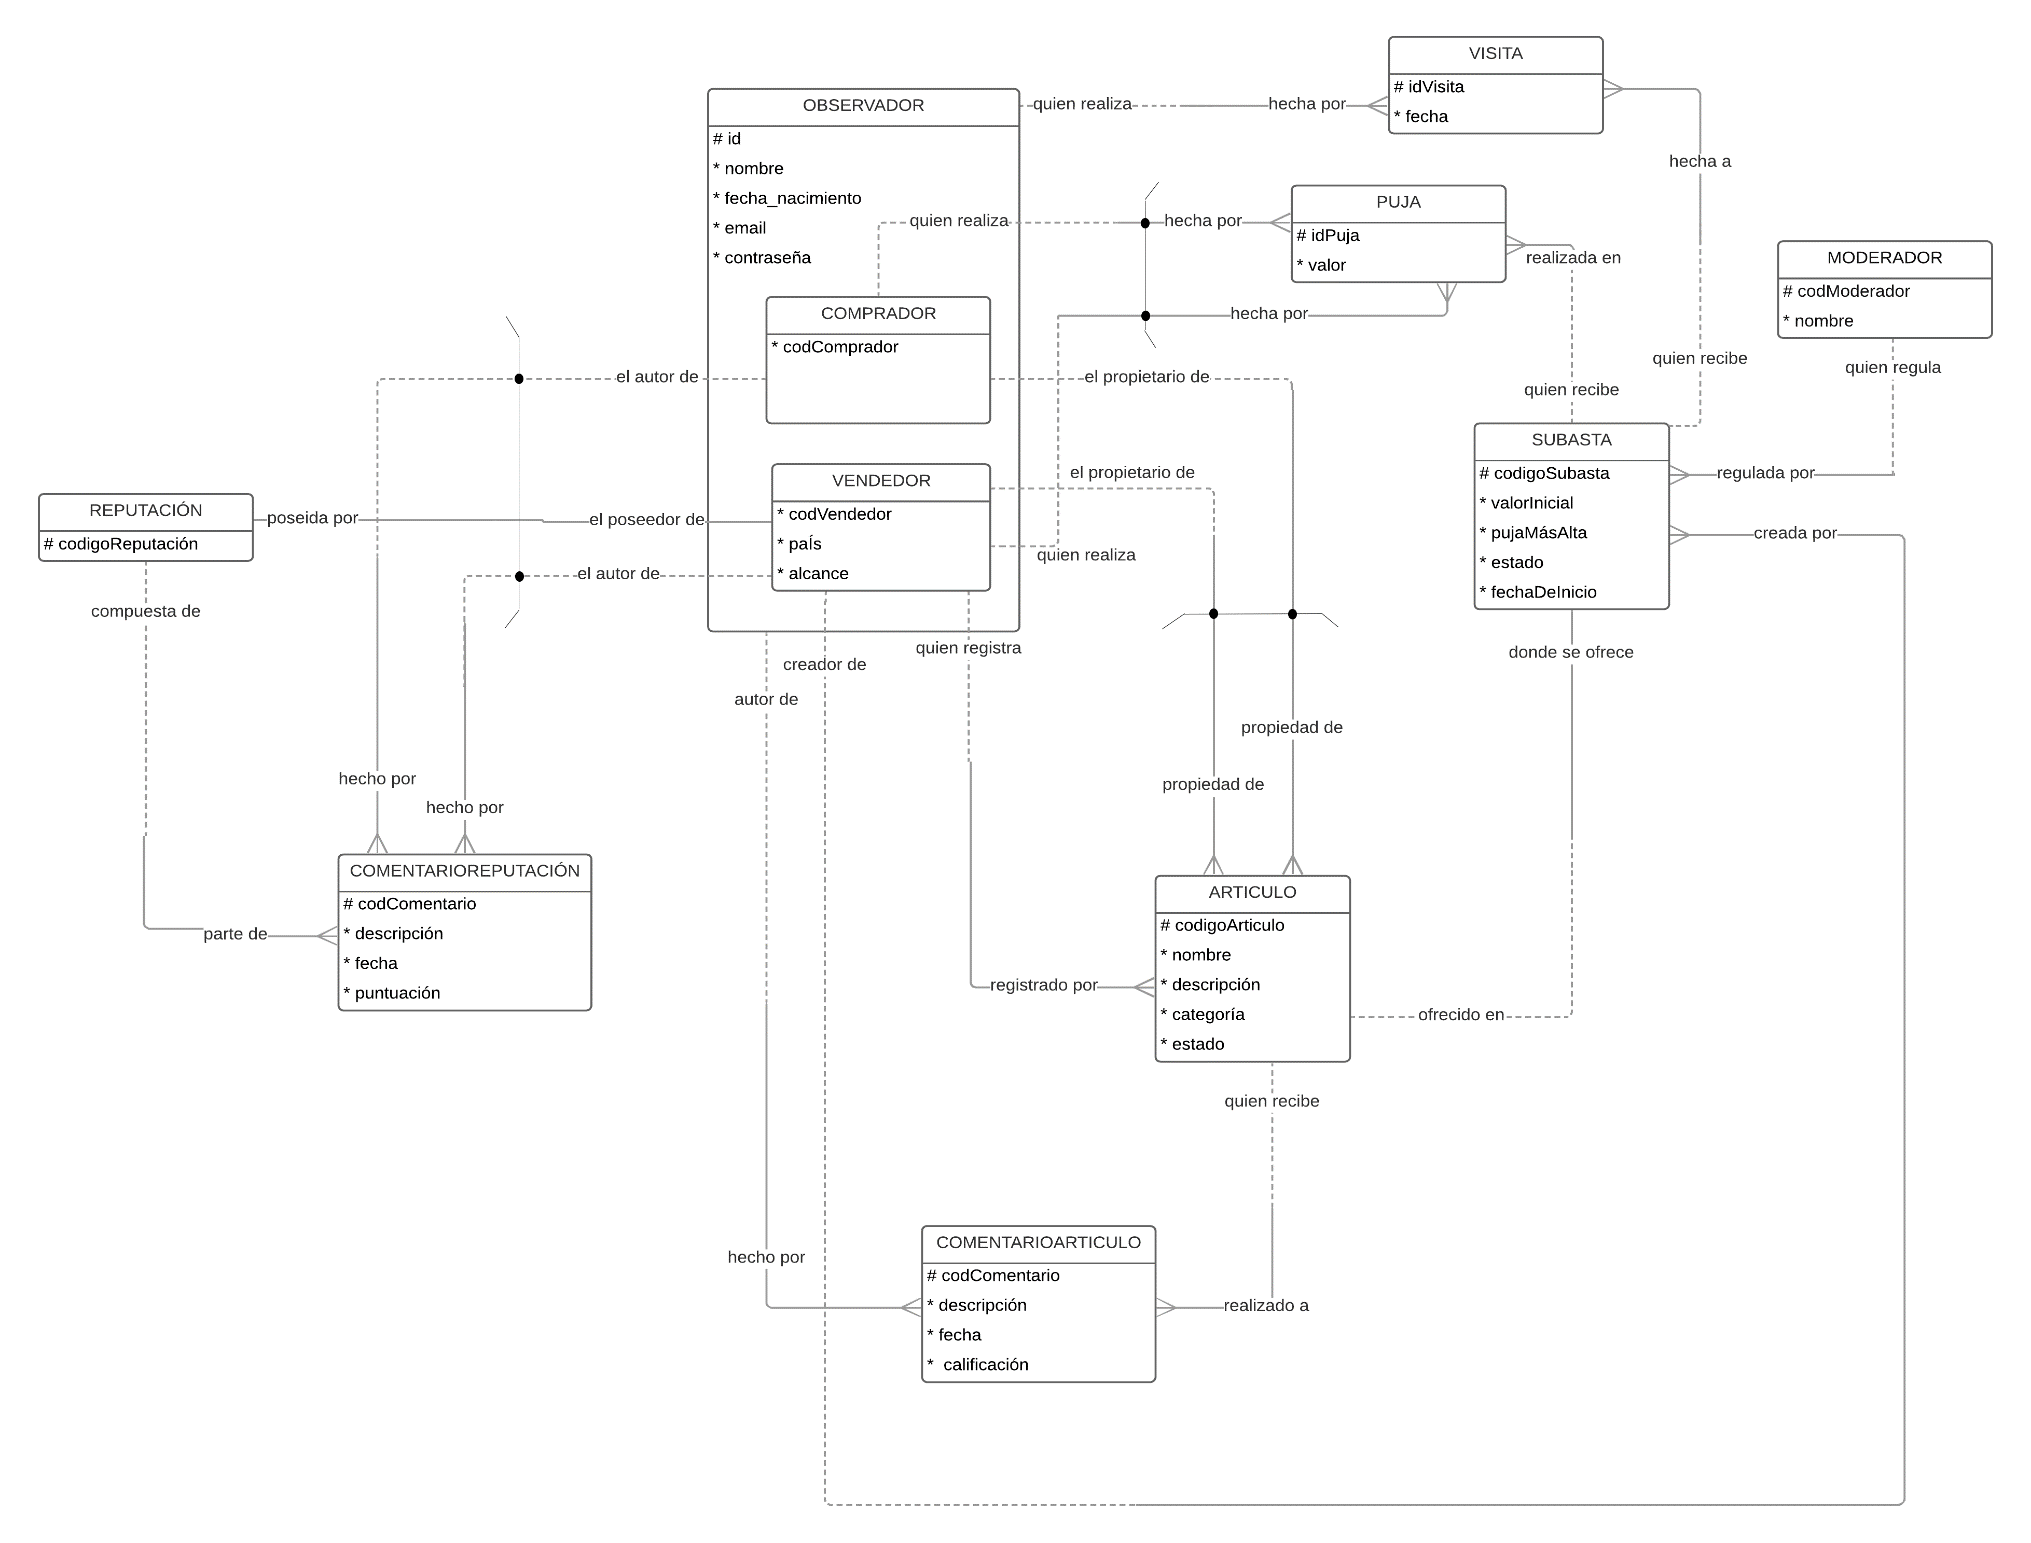 VISITA
# idVisita
* fecha
OBSERVADOR
# id
* nombre
* fecha_nacimiento
* email
* contraseña
quien realiza
hecha por
hecha a
quien recibe
PUJA
# idPuja
* valor
quien realiza
hecha por
hecha por
realizada en
quien recibe
MODERADOR
# codModerador
* nombre
quien regula
COMPRADOR
* codComprador
el autor de
el propietario de
SUBASTA
# codigoSubasta
* valorInicial
* pujaMásAlta
* estado
* fechaDeInicio
regulada por
creada por
VENDEDOR
* codVendedor
* país
* alcance
el propietario de
quien realiza
REPUTACIÓN
# codigoReputación
poseida por
el poseedor de
el autor de
compuesta de
creador de
quien registra
autor de
donde se ofrece
propiedad de
propiedad de
hecho por
hecho por
COMENTARIOREPUTACIÓN
# codComentario
* descripción
* fecha
* puntuación
parte de
ARTICULO
# codigoArticulo
* nombre
* descripción
* categoría
* estado
registrado por
ofrecido en
quien recibe
COMENTARIOARTICULO
# codComentario
* descripción
* fecha
* calificación
hecho por
realizado a